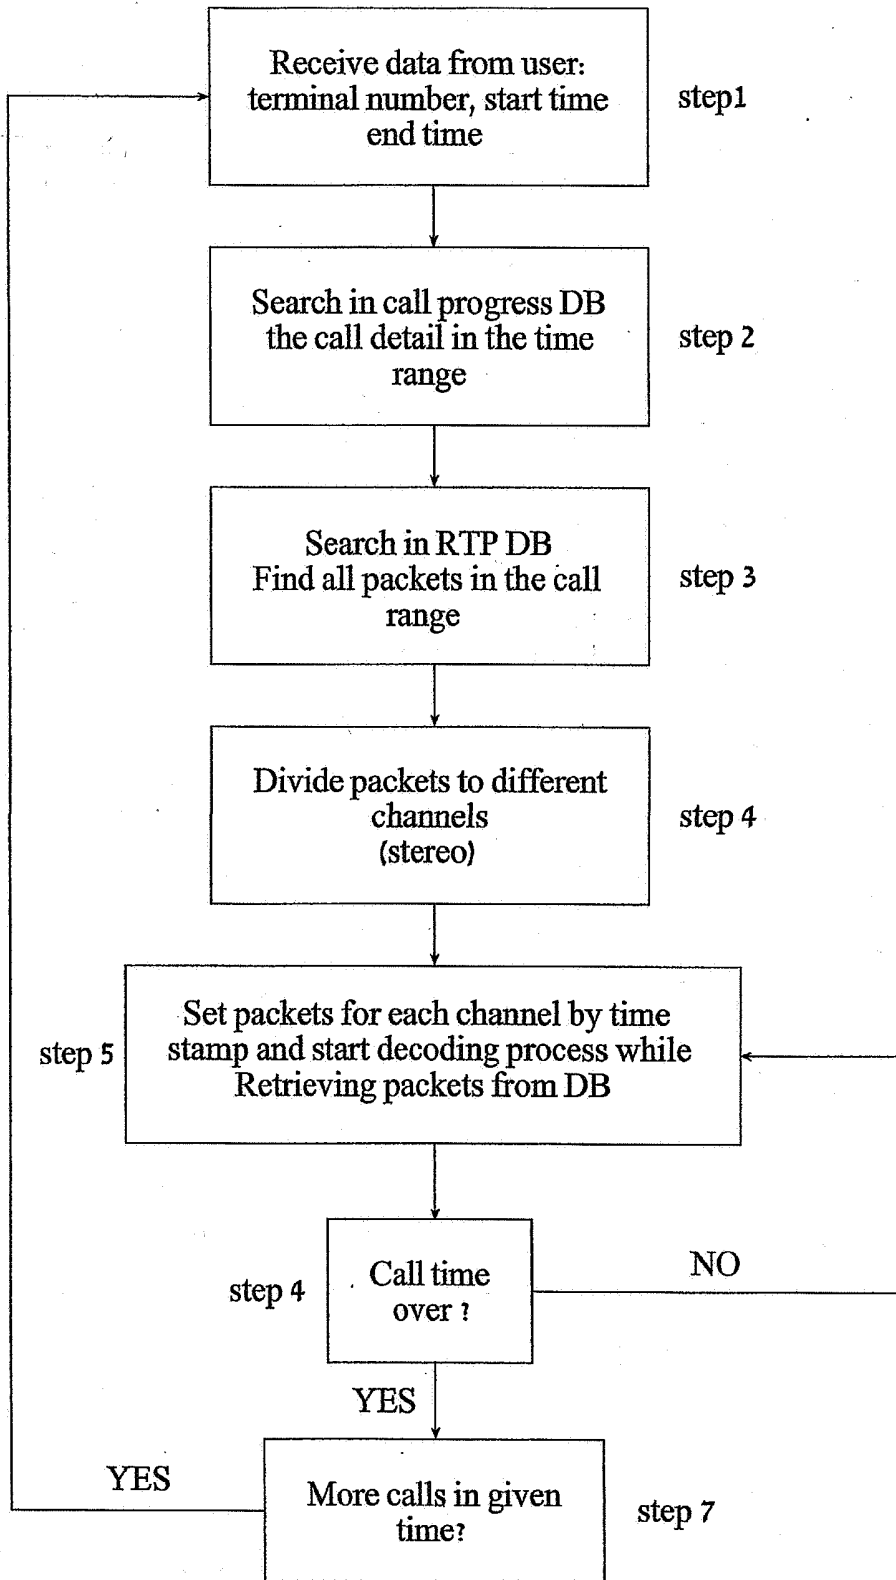 Receive data from user:
terminal number, start time
end time
step1
Search in call progress DB
the call detail in the time
range
step 2
Search in RTP DB
Find all packets in the call
range
step 3
Divide packets to different
channels
(stereo)
step 4
Set packets for each channel by time
stamp and start decoding process while
Retrieving packets from DB
step 5
Call time
over ?
step 4
NO
YES
More calls in given
time?
step 7
YES